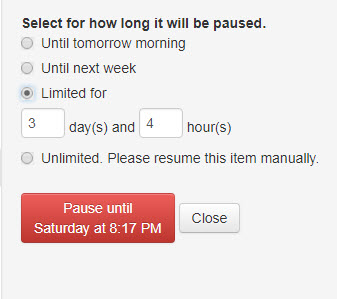 Select for how long it will be paused.
Until tomorrow morning
Until next week
Limited for
3 day(s) and 4 hour(s)
Unlimited. Please resume this item manually.
Pause until
Saturday at 8:17 PM
Close